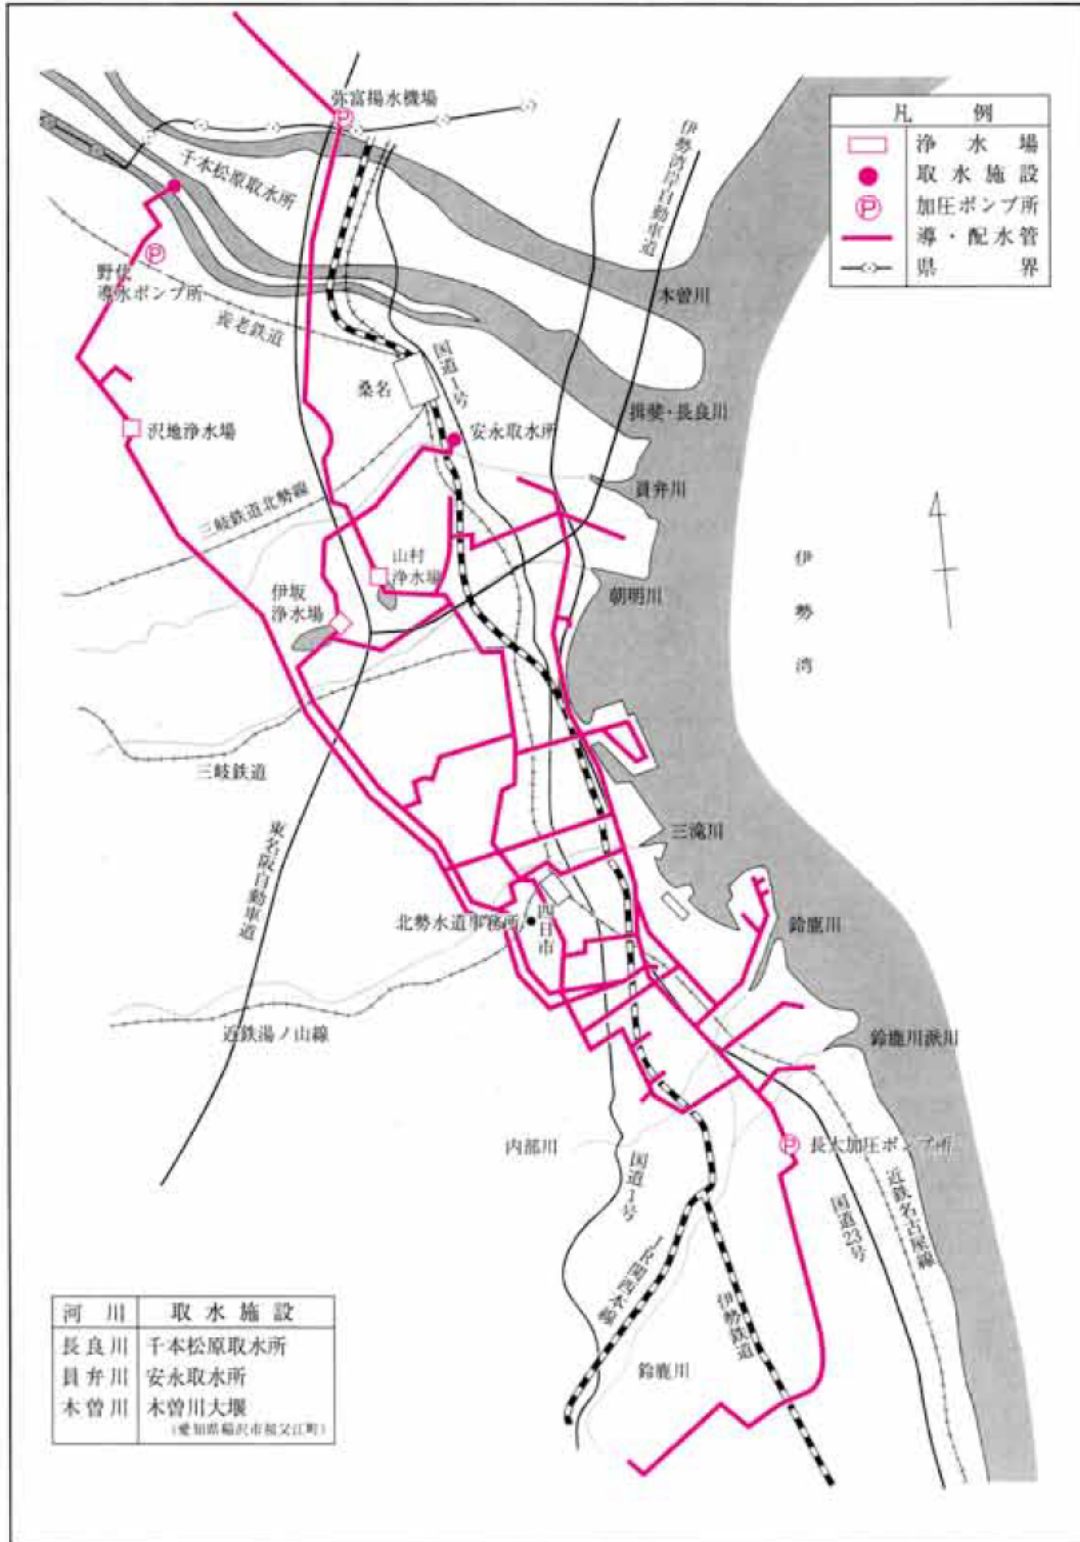 弥富揚水機場
千本松原取水所
伊勢湾岸自動車道
凡 例
浄 水 場
取 水 施 設
加圧ポンプ所
導・配水管
県 界
木曽川
野代
導水ポンプ所
養老鉄道
国道1号
桑名
揖斐・長良川
沢地浄水場
安永取水所
員弁川
三岐鉄道北勢線
山村
浄水場
伊坂
浄水場
朝明川
伊勢湾
三岐鉄道
東名阪自動車道
三滝川
北勢水道事務所
四日市
鈴鹿川
近鉄湯ノ山線
鈴鹿川派川
内部川
長太加圧ポンプ所
国道1号
近鉄名古屋線
国道23号
JR関西本線
伊勢鉄道
鈴鹿川
河 川 取 水 施 設
長良川 千本松原取水所
員弁川 安永取水所
木曽川 木曽川大堰
(愛知県稲沢市祖父江町)